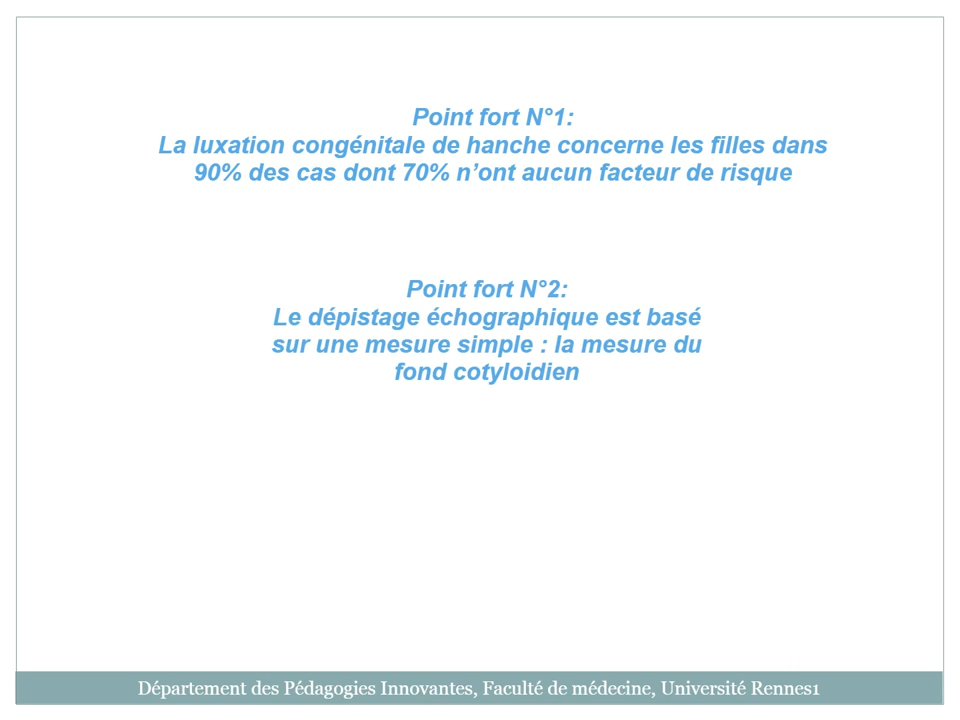 Point fort N°1:
La luxation congénitale de hanche concerne les filles dans
90% des cas dont 70% n’ont aucun facteur de risque
Point fort N°2:
Le dépistage échographique est basé
sur une mesure simple : la mesure du
fond cotyloidien
Département des Pédagogies Innovantes, Faculté de médecine, Université Rennes1